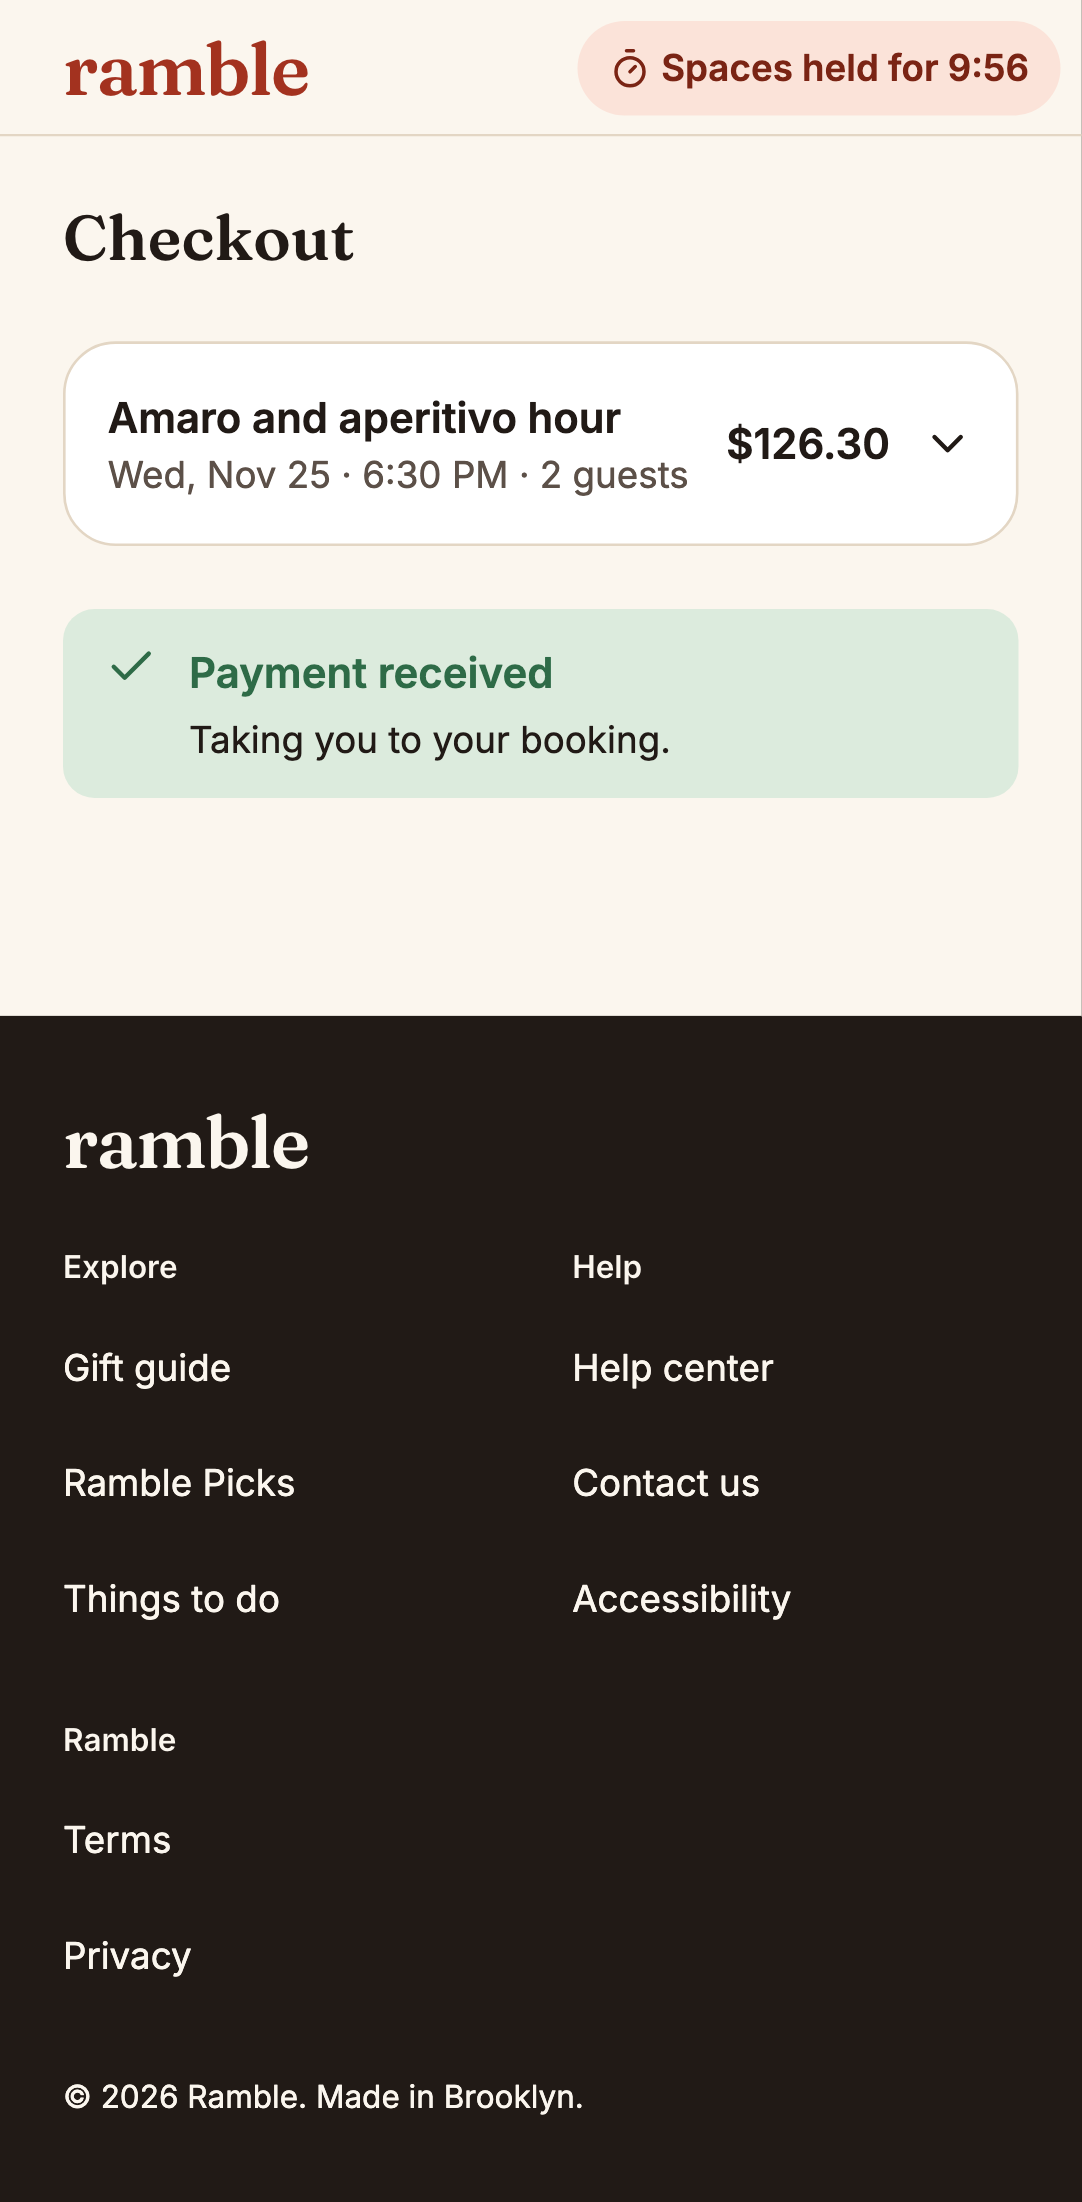 ramble
Spaces held for 9:56
Checkout
Amaro and aperitivo hour
Wed, Nov 25 · 6:30 PM · 2 guests
$126.30
Payment received
Taking you to your booking.
ramble
Explore
Gift guide
Ramble Picks
Things to do
Help
Help center
Contact us
Accessibility
Ramble
Terms
Privacy
© 2026 Ramble. Made in Brooklyn.